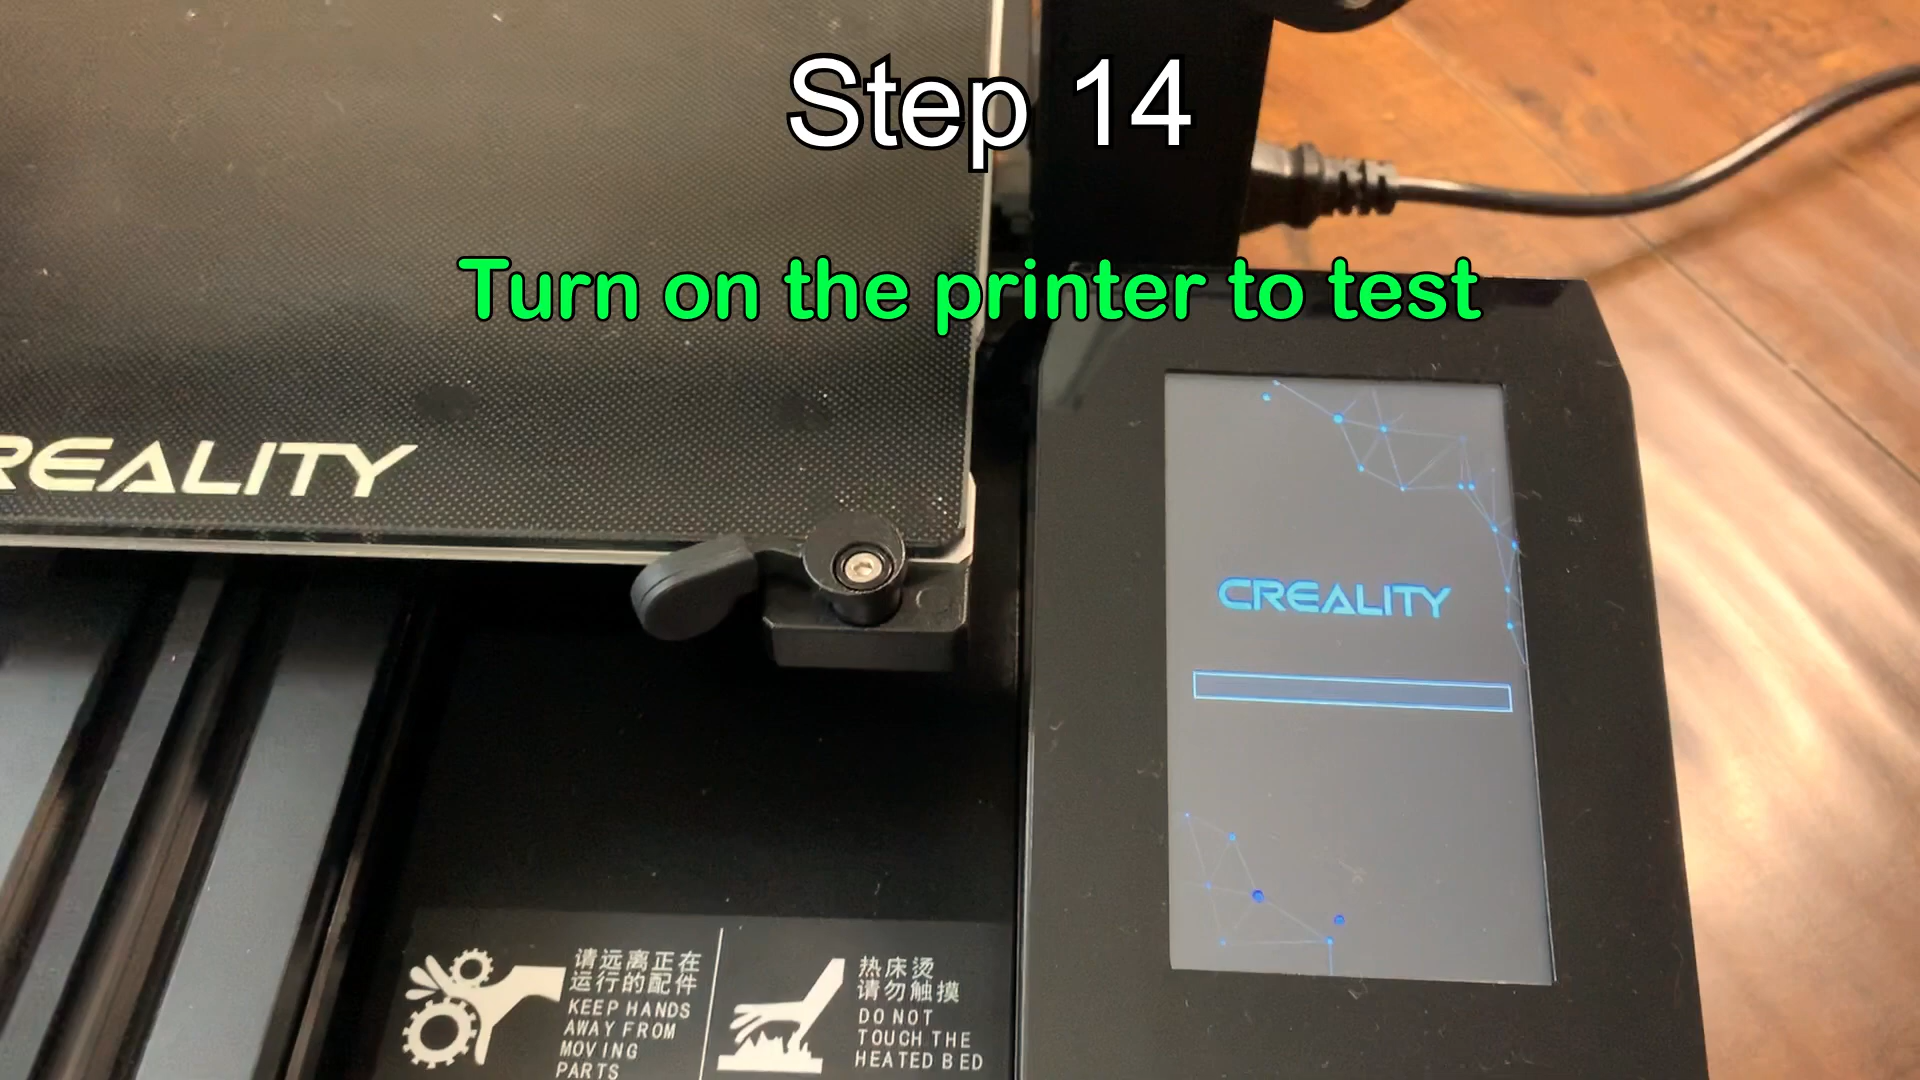 Step 14
Turn on the printer to test
REALITY
CREALITY
请远离正在
运行的配件
KEEP HANDS
AWAY FROM
MOVING
PARTS
热床烫
请勿触摸
DO NOT
TOUCH THE
HEATED BED